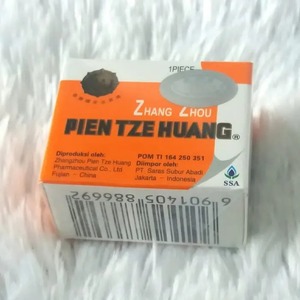 1PIECE
ZHANG ZHOU
PIEN TZE HUANG®
Diproduksi oleh:
Zhangzhou Pien Tze Huang
Pharmaceutical Co., Ltd
Fujian - China
POM TI 164 250 351
Diimpor oleh:
PT. Saras Subur Abadi
Jakarta - Indonesia
SSA
6 901405 886692